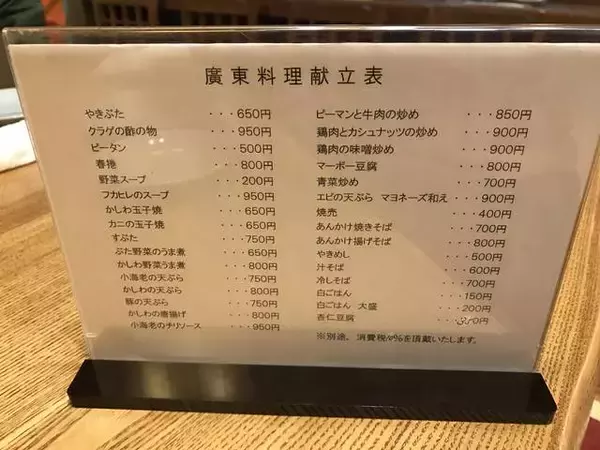 廣東料理献立表
やきぶた ・・・650円
クラゲの酢の物 ・・・950円
ピータン ・・・500円
春捲 ・・・800円
野菜スープ ・・・200円
フカヒレのスープ ・・・950円
かしわ玉子焼 ・・・650円
カニの玉子焼 ・・・650円
すぶた ・・・750円
ぶた野菜のうま煮 ・・・650円
かしわ野菜うま煮 ・・・800円
小海老の天ぷら ・・・750円
かしわの天ぷら ・・・800円
豚の天ぷら ・・・750円
かしわの唐揚げ ・・・800円
小海老のチリソース ・・・950円
ピーマンと牛肉の炒め ・・・850円
鶏肉とカシュナッツの炒め ・・・900円
鶏肉の味噌炒め ・・・900円
マーボー豆腐 ・・・800円
青菜炒め ・・・700円
エビの天ぷら マヨネーズ和え ・・・900円
焼売 ・・・400円
あんかけ焼きそば ・・・700円
あんかけ揚げそば ・・・800円
やきめし ・・・500円
汁そば ・・・600円
冷しそば ・・・700円
白ごはん ・・・150円
白ごはん 大盛 ・・・200円
杏仁豆腐 ・・・円
※別途、消費税%を頂戴いたします。